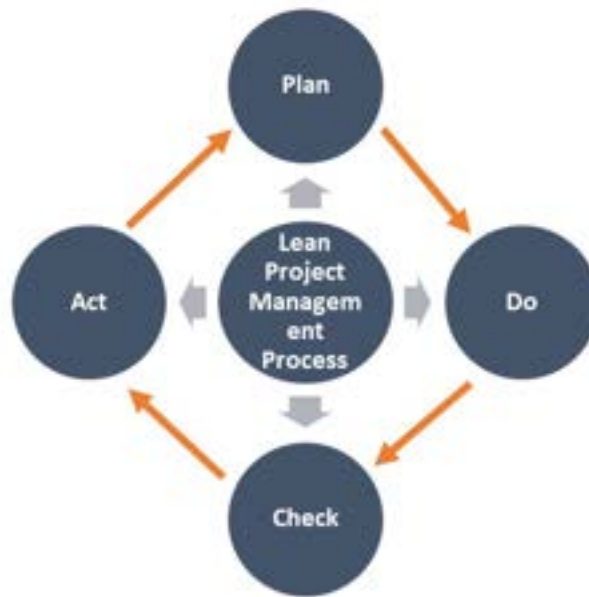 Plan
Lean
Project
Managem
ent
Process
Act
Do
Check